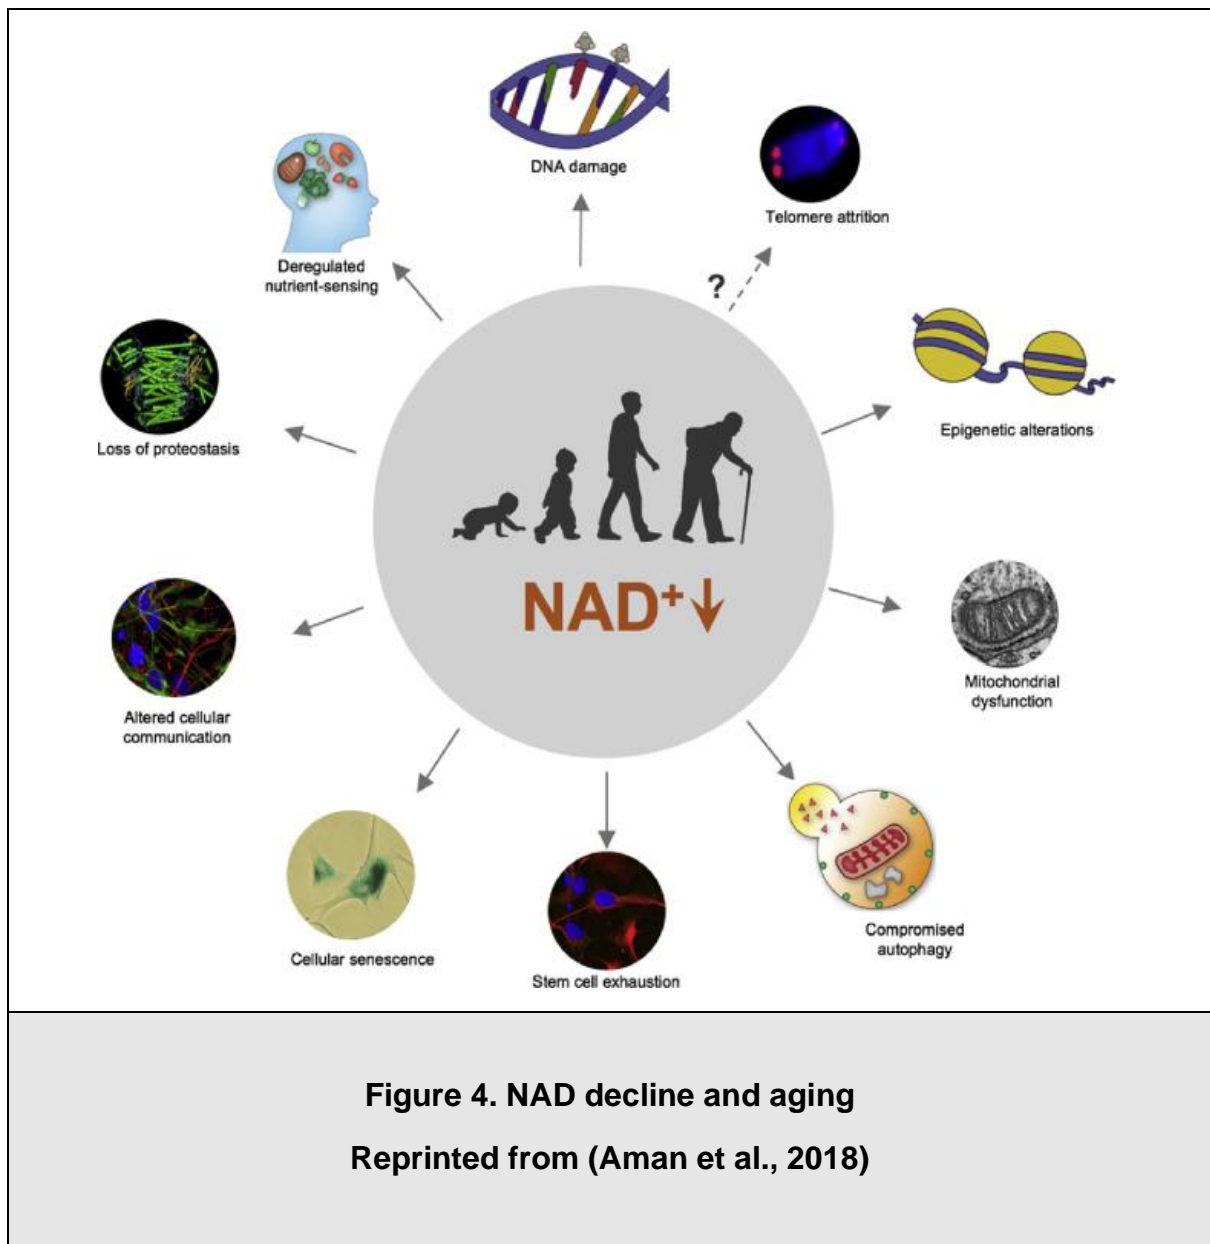 DNA damage
Telomere attrition
Deregulated
nutrient-sensing
?
Loss of proteostasis
Epigenetic alterations
NAD+↓
Altered cellular
communication
Mitochondrial
dysfunction
Cellular senescence
Stem cell exhaustion
Compromised
autophagy
Figure 4. NAD decline and aging
Reprinted from (Aman et al., 2018)